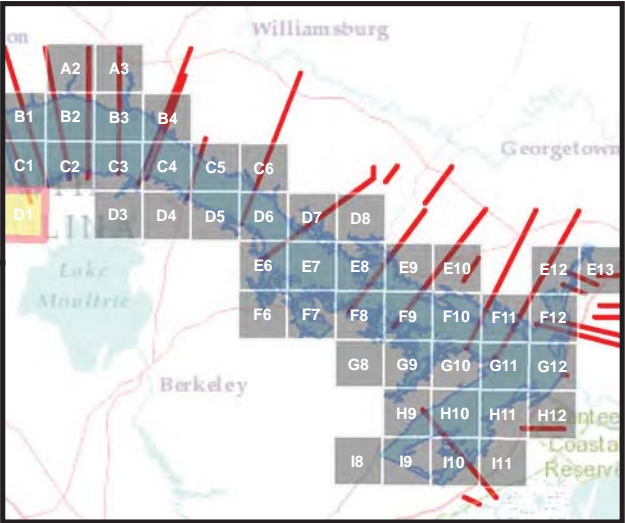 on
Williamsburg
A2 A3
B1 B2 B3 B4
Georgetown
C1 C2 C3 C4 C5 C6
D1 D3 D4 D5 D6 D7 D8
LINA
Lake
Moultrie
E6 E7 E8 E9 E10 E12 E13
F6 F7 F8 F9 F10 F11 F12
G8 G9 G10 G11 G12
Berkeley
H9 H10 H11 H12
antee
Coasta
Reserve
I8 I9 I10 I11